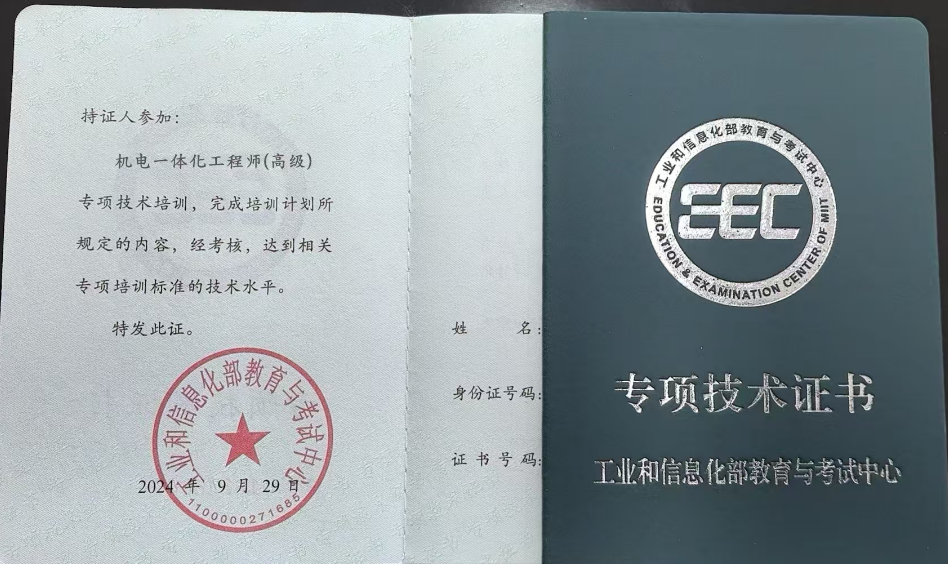 持证人参加：
机电一体化工程师(高级)
专项技术培训，完成培训计划所
规定的内容，经考核，达到相关
专项培训标准的技术水平。
特发此证。
工业和信息化部教育与考试中心
2024 年 9 月 29 日
1100000271685
姓 名：
身份证号码：
证书号码：
工业和信息化部教育与考试中心
EEC
EDUCATION & EXAMINATION CENTER OF MIIT
专项技术证书
工业和信息化部教育与考试中心